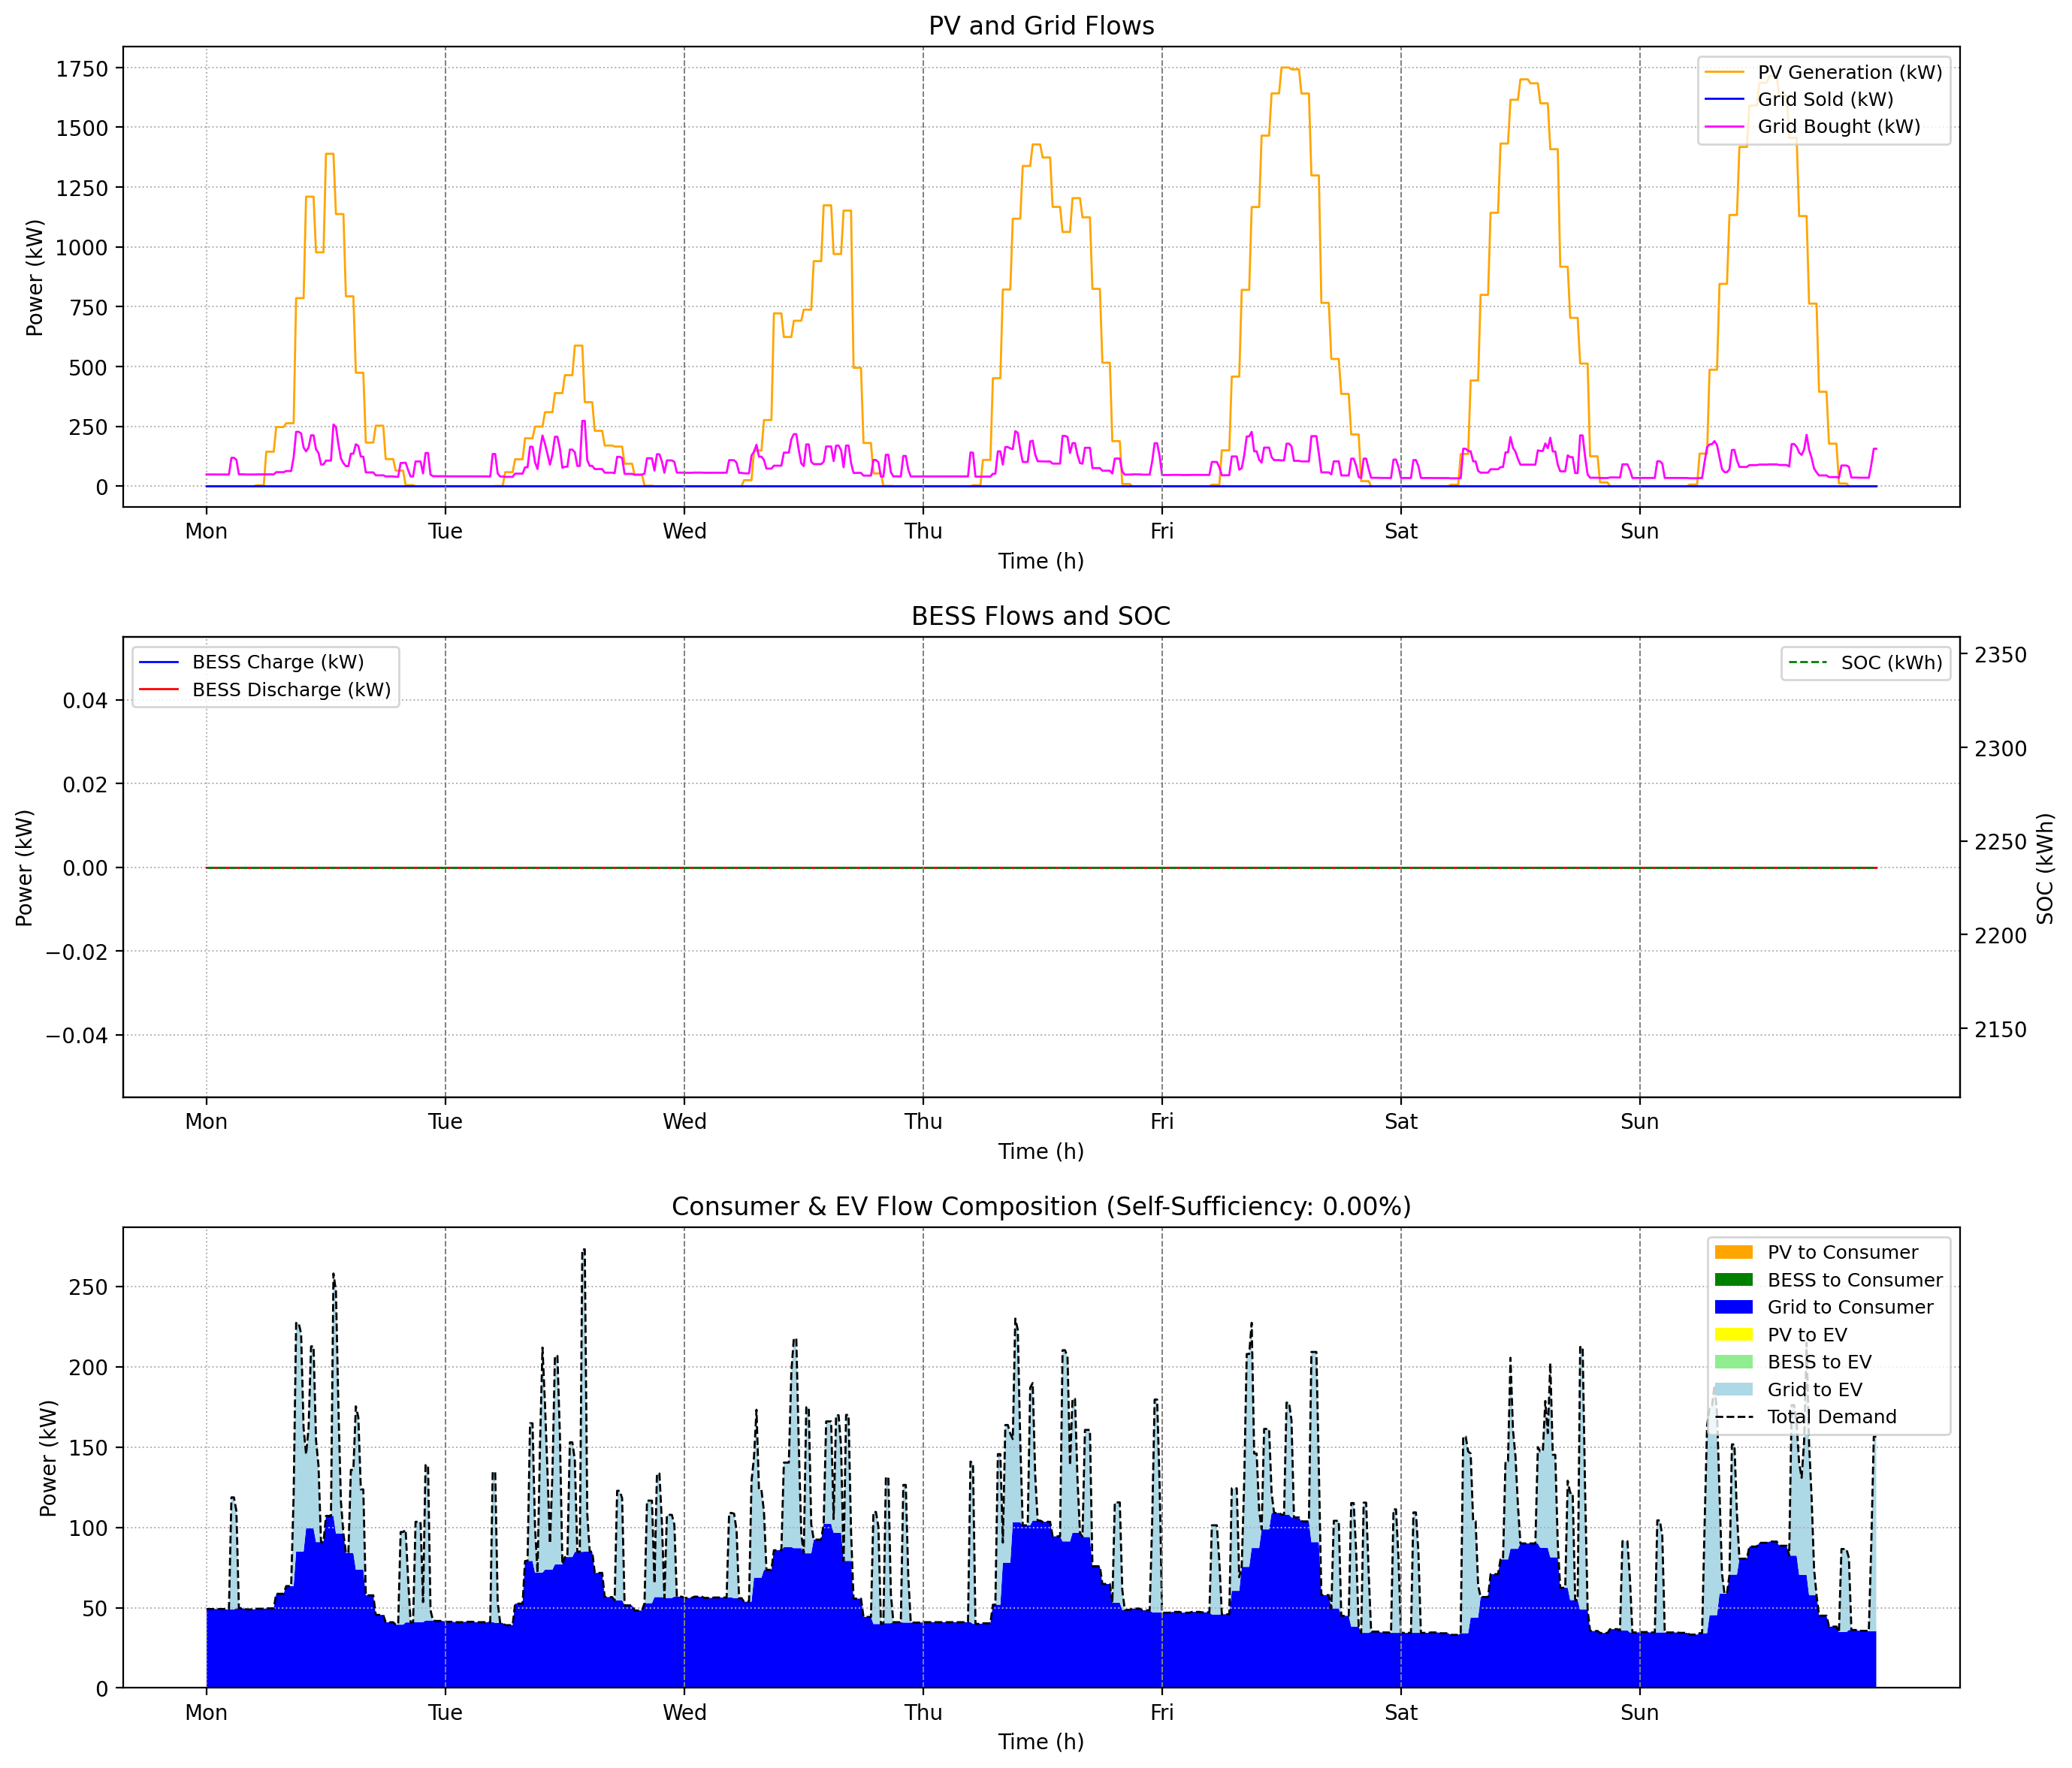 PV and Grid Flows
PV Generation (kW)
Grid Sold (kW)
Grid Bought (kW)
Power (kW)
1750
1500
1250
1000
750
500
250
0
Mon Tue Wed Thu Fri Sat Sun
Time (h)
BESS Flows and SOC
BESS Charge (kW)
BESS Discharge (kW)
SOC (kWh)
Power (kW)
0.04
0.02
0.00
−0.02
−0.04
2350
2300
2250
2200
2150
SOC (kWh)
Mon Tue Wed Thu Fri Sat Sun
Time (h)
Consumer & EV Flow Composition (Self-Sufficiency: 0.00%)
PV to Consumer
BESS to Consumer
Grid to Consumer
PV to EV
BESS to EV
Grid to EV
Total Demand
Power (kW)
250
200
150
100
50
0
Mon Tue Wed Thu Fri Sat Sun
Time (h)